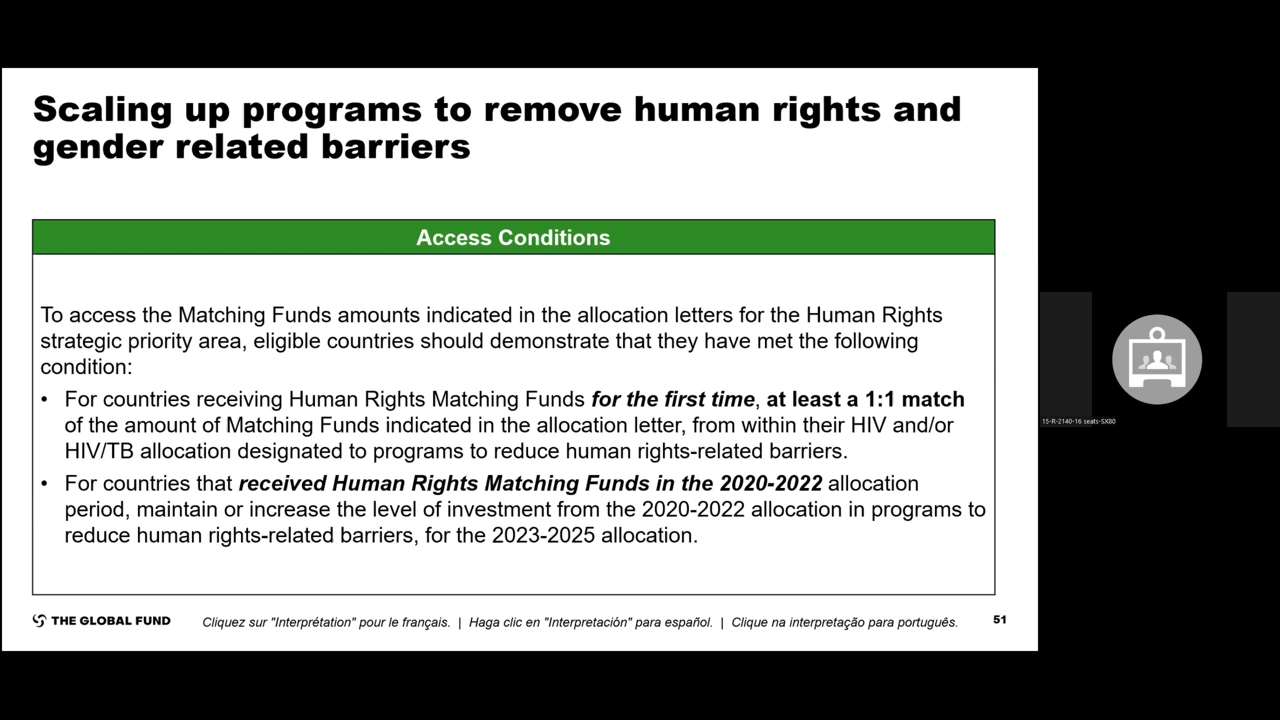 Scaling up programs to remove human rights and
gender related barriers
Access Conditions
To access the Matching Funds amounts indicated in the allocation letters for the Human Rights
strategic priority area, eligible countries should demonstrate that they have met the following
condition:
• For countries receiving Human Rights Matching Funds for the first time, at least a 1:1 match
of the amount of Matching Funds indicated in the allocation letter, from within their HIV and/or
HIV/TB allocation designated to programs to reduce human rights-related barriers.
• For countries that received Human Rights Matching Funds in the 2020-2022 allocation
period, maintain or increase the level of investment from the 2020-2022 allocation in programs to
reduce human rights-related barriers, for the 2023-2025 allocation.
THE GLOBAL FUND
Cliquez sur "Interprétation" pour le français. | Haga clic en "Interpretación" para español. | Clique na interpretação para português.
51
15-R-2140-16 seats-SX80